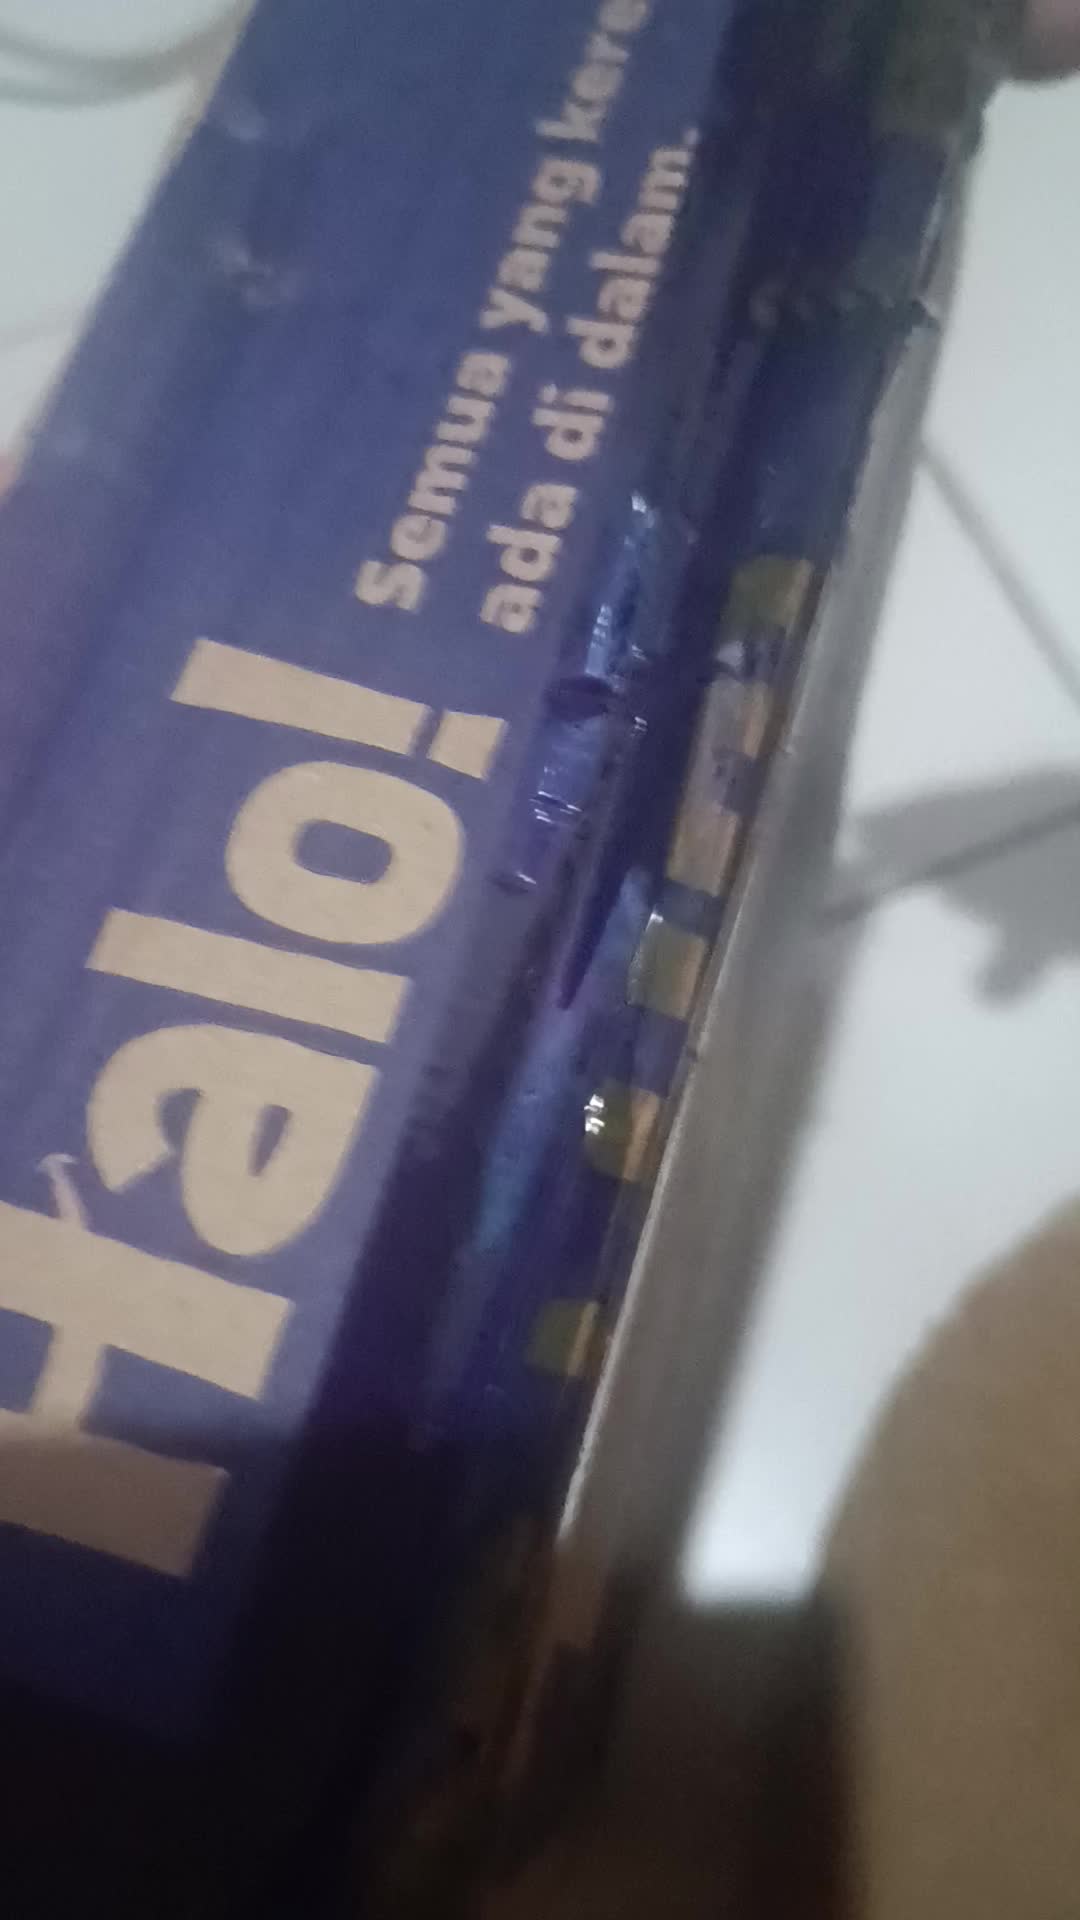 Halo!
Semua yang
ada di dalam.